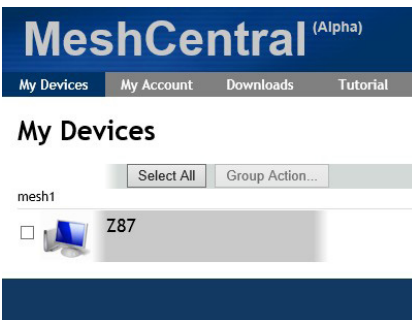 MeshCentral (Alpha)
My Devices My Account Downloads Tutorial
My Devices
Select All Group Action...
mesh1
Z87